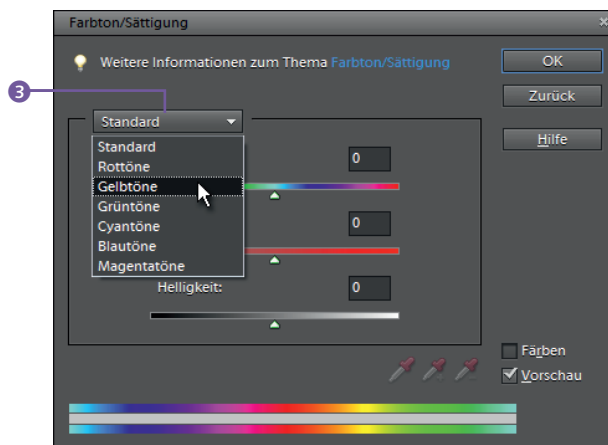 Farbton/Sättigung
Weitere Informationen zum Thema Farbton/Sättigung
OK
Zurück
Hilfe
3
Standard
Standard
Rottöne
Gelbtöne
Grüntöne
Cyantöne
Blautöne
Magentatöne
0
0
Helligkeit:
0
Färben
Vorschau